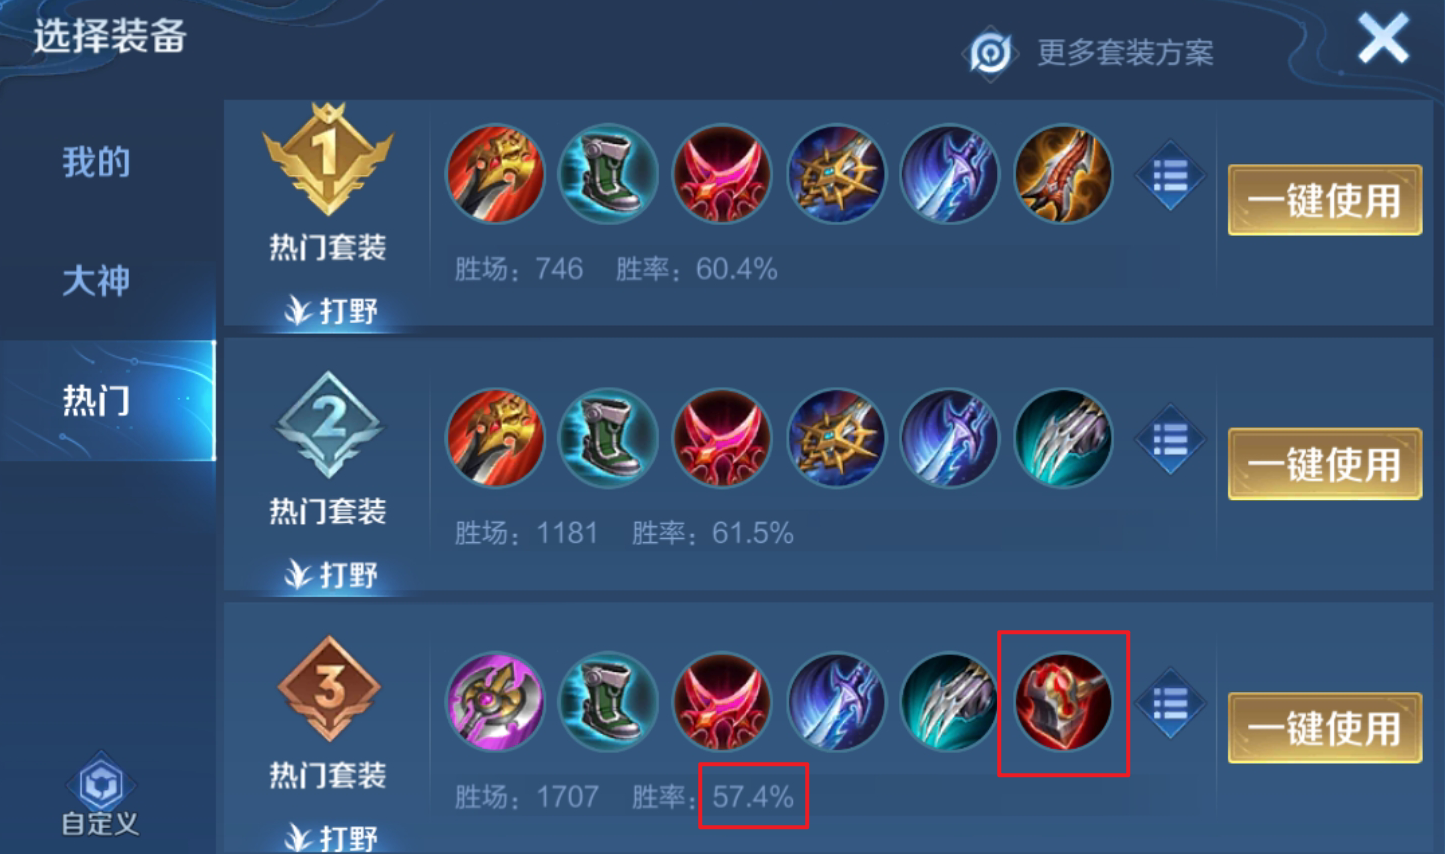 选择装备
更多套装方案
我的
大神
热门
自定义
1
热门套装
打野
胜场：746 胜率：60.4%
一键使用
2
热门套装
打野
胜场：1181 胜率：61.5%
一键使用
3
热门套装
打野
胜场：1707 胜率：57.4%
一键使用